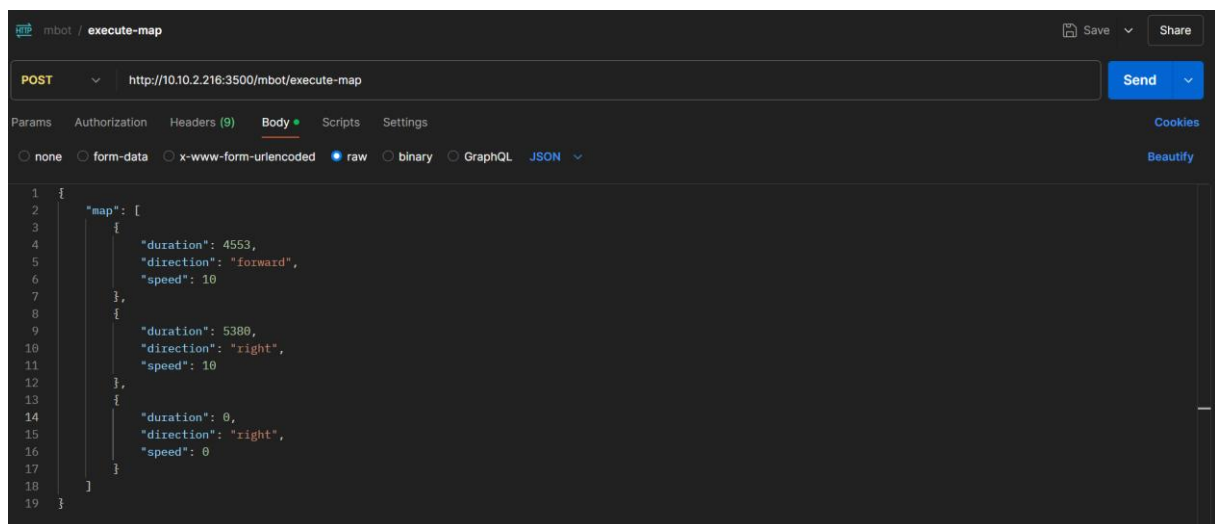 HTTP mbot / execute-map Save Share
POST http://10.10.2.216:3500/mbot/execute-map Send
Params Authorization Headers (9) Body Scripts Settings Cookies
none form-data x-www-form-urlencoded raw binary GraphQL JSON Beautify
1 {
2 "map": [
3 {
4 "duration": 4553,
5 "direction": "forward",
6 "speed": 10
7 },
8 {
9 "duration": 5380,
10 "direction": "right",
11 "speed": 10
12 },
13 {
14 "duration": 0,
15 "direction": "right",
16 "speed": 0
17 }
18 ]
19 }